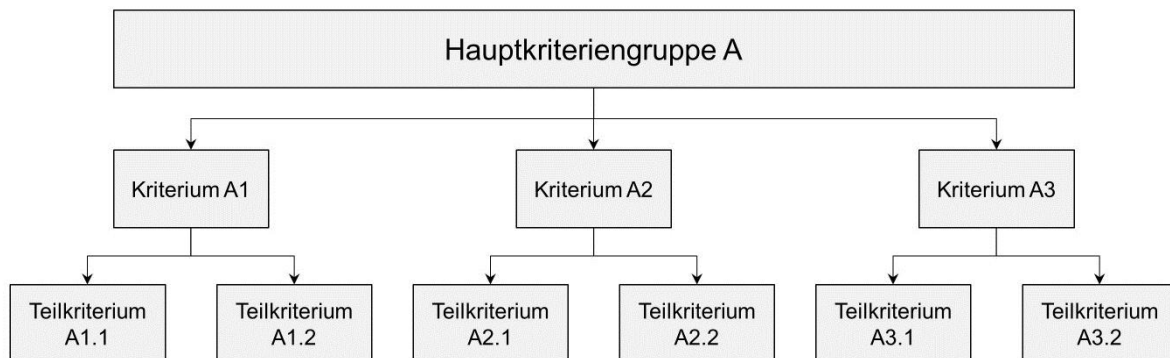 Hauptkriteriengruppe A
Kriterium A1
Kriterium A2
Kriterium A3
Teilkriterium
A1.1
Teilkriterium
A1.2
Teilkriterium
A2.1
Teilkriterium
A2.2
Teilkriterium
A3.1
Teilkriterium
A3.2